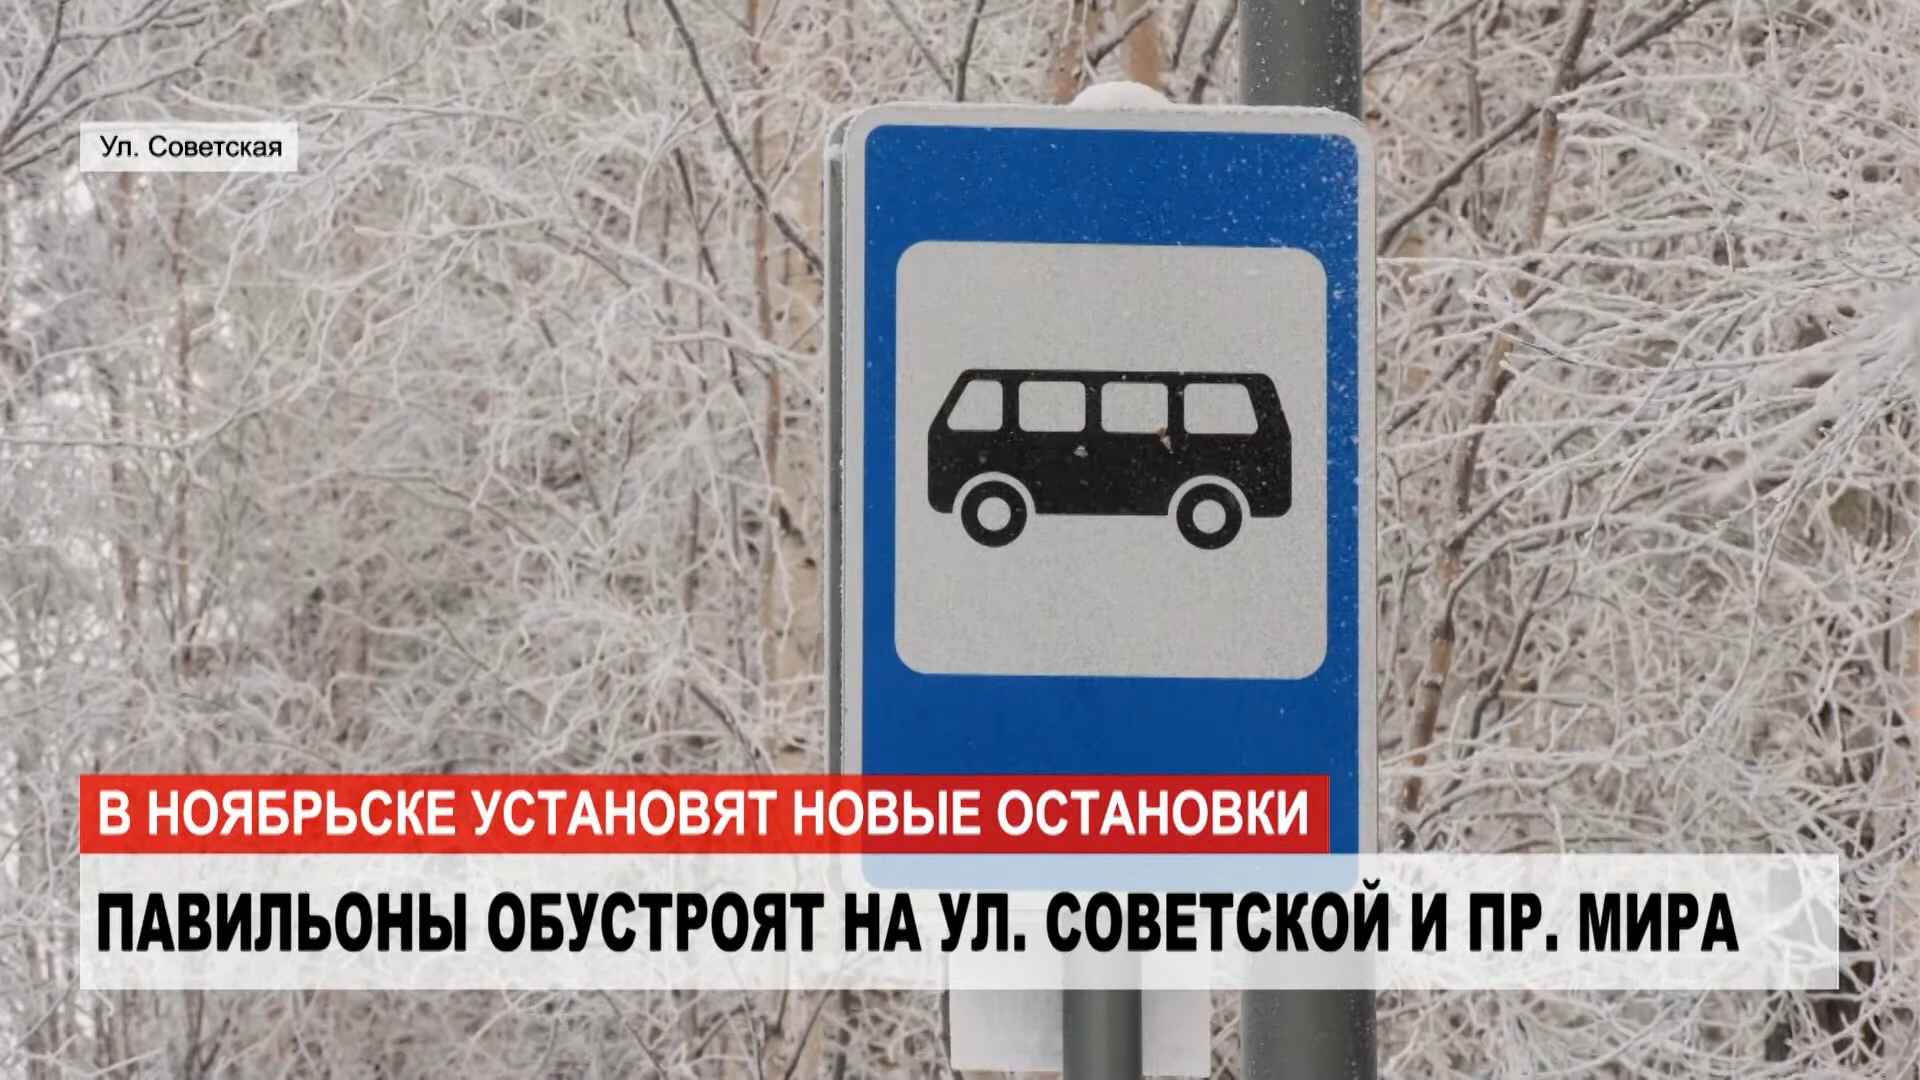 Ул. Советская
В НОЯБРЬСКЕ УСТАНОВЯТ НОВЫЕ ОСТАНОВКИ
ПАВИЛЬОНЫ ОБУСТРОЯТ НА УЛ. СОВЕТСКОЙ И ПР. МИРА